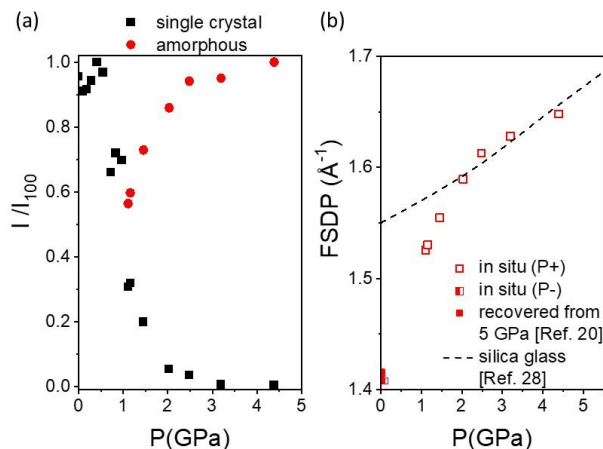 (a)
single crystal
amorphous
1.0
0.8
0.6
0.4
0.2
0.0
I /I100
0 1 2 3 4 5
P(GPa)
(b)
1.7
1.6
1.5
1.4
FSDP (Å-1)
in situ (P+)
in situ (P-)
recovered from
5 GPa [Ref. 20]
silica glass
[Ref. 28]
0 1 2 3 4 5
P(GPa)